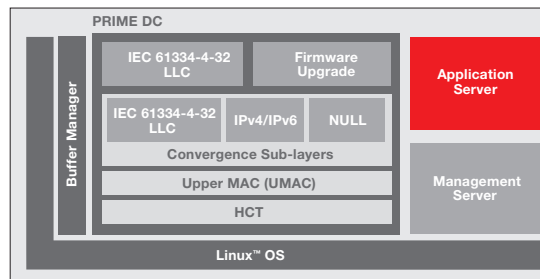 PRIME DC
IEC 61334-4-32
LLC
Firmware
Upgrade
Application
Server
Buffer Manager
IEC 61334-4-32
LLC
IPv4/IPv6
NULL
Convergence Sub-layers
Upper MAC (UMAC)
HCT
Management
Server
Linux™ OS